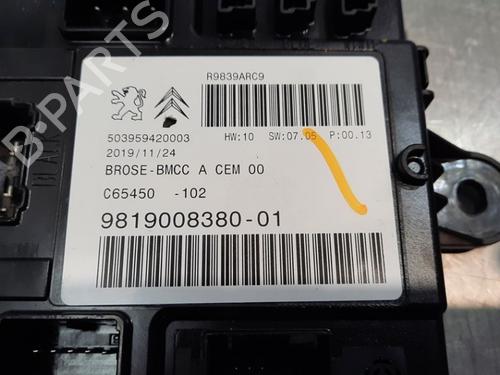 R9839ARC9
503959420003 HW:10 SW:07.05 P:00.13
2019/11/24
BROSE-BMCC A CEM 00
C65450 -102
9819008380-01
B-PARTS